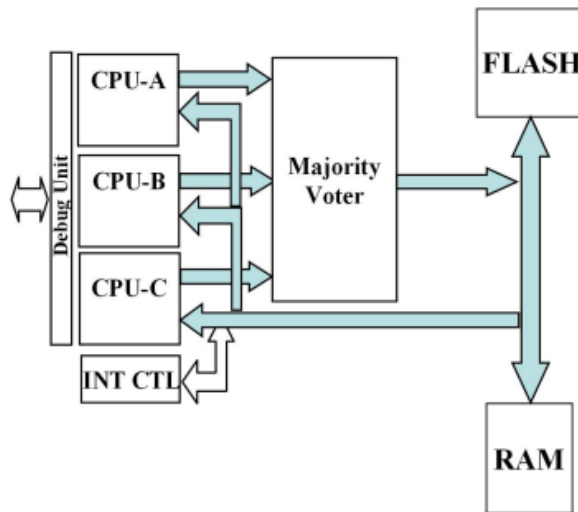 CPU-A
FLASH
Debug Unit
CPU-B
Majority
Voter
CPU-C
INT CTL
RAM